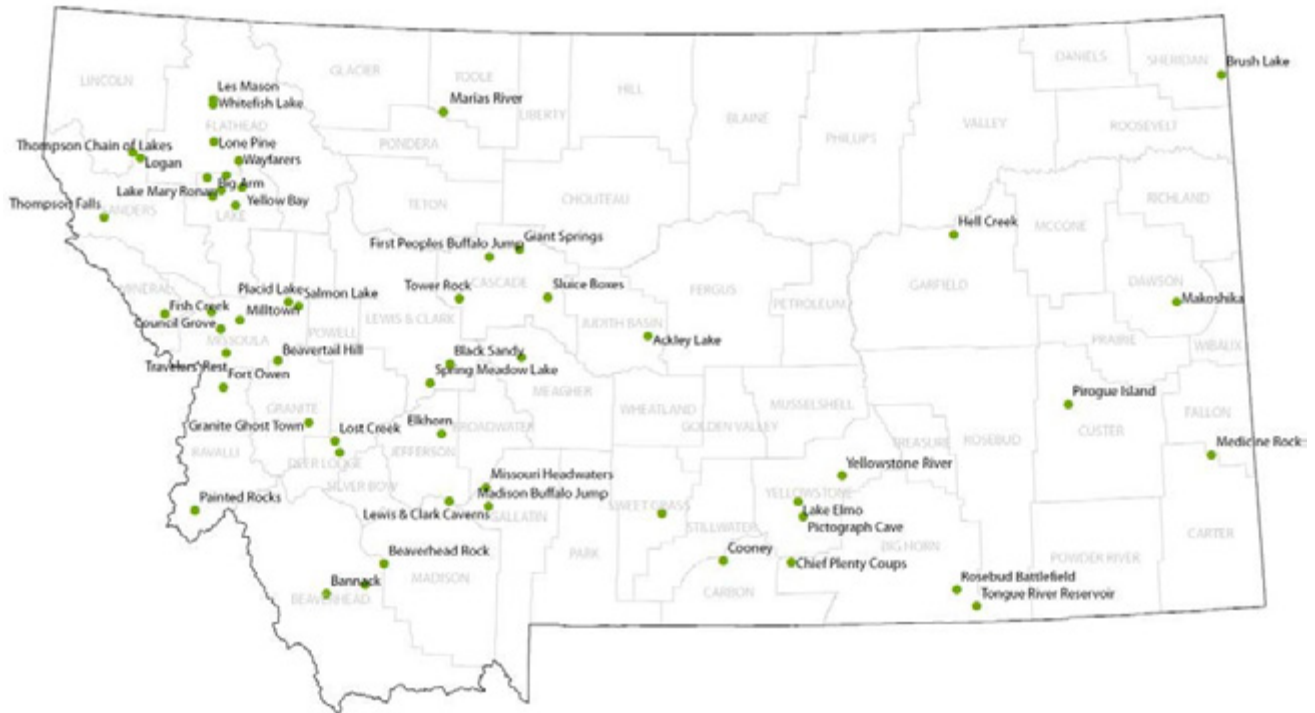 Brush Lake
DANIELS
SHERIDAN
LINCOLN
GLACIER
TOOLE
HILL
Les Mason
Whitefish Lake
Marias River
LIBERTY
BLAINE
PHILLIPS
VALLEY
ROOSEVELT
FLATHEAD
Lone Pine
PONDERA
Thompson Chain of Lakes
Logan
Wayfarers
Big Arm
Lake Mary Ronan
Yellow Bay
Thompson Falls
SANDERS
LAKE
TETON
CHOUTEAU
RICHLAND
MCCONE
Hell Creek
First Peoples Buffalo Jump
Giant Springs
GARFIELD
DAWSON
Placid Lake
Salmon Lake
Tower Rock
CASCADE
Sluice Boxes
FERGUS
PETROLEUM
Makoshika
MINERAL
Fish Creek
Milltown
Council Grove
MISSOULA
POWELL
LEWIS & CLARK
JUDITH BASIN
Ackley Lake
PRAIRIE
WIBAUX
Travelers' Rest
Beavertail Hill
Black Sandy
Fort Owen
Spring Meadow Lake
MEAGHER
WHEATLAND
GOLDEN VALLEY
MUSSELSHELL
Pirogue Island
FALLON
GRANITE
Granite Ghost Town
Lost Creek
Elkhorn
BROADWATER
TREASURE
ROSEBUD
CUSTER
Medicine Rock
RAVALLI
DEER LODGE
JEFFERSON
SILVER BOW
Missouri Headwaters
Yellowstone River
Madison Buffalo Jump
YELLOWSTONE
Painted Rocks
Lewis & Clark Caverns
GALLATIN
SWEET GRASS
Lake Elmo
STILLWATER
Pictograph Cave
Beaverhead Rock
PARK
Cooney
BIG HORN
Chief Plenty Coups
POWDER RIVER
CARTER
Bannack
MADISON
BEAVERHEAD
CARBON
Rosebud Battlefield
Tongue River Reservoir